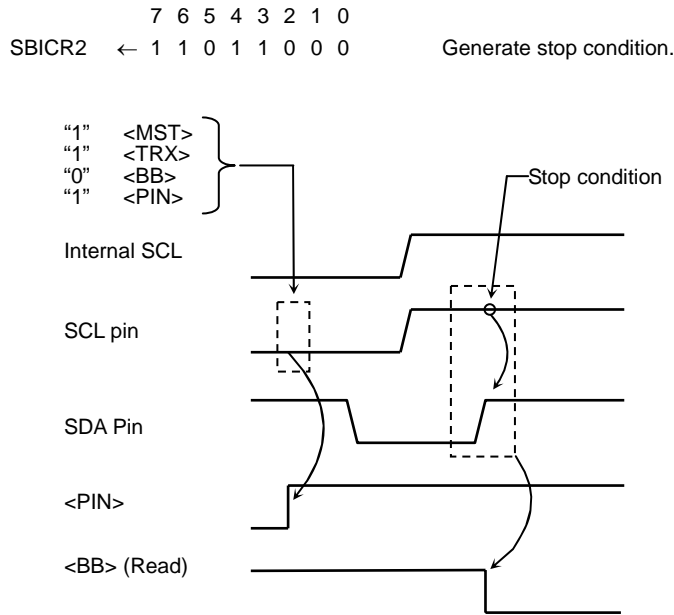 7 6 5 4 3 2 1 0
SBICR2 ← 1 1 0 1 1 0 0 0 Generate stop condition.
“1” <MST>
“1” <TRX>
“0” <BB>
“1” <PIN>
Stop condition
Internal SCL
SCL pin
SDA Pin
<PIN>
<BB> (Read)